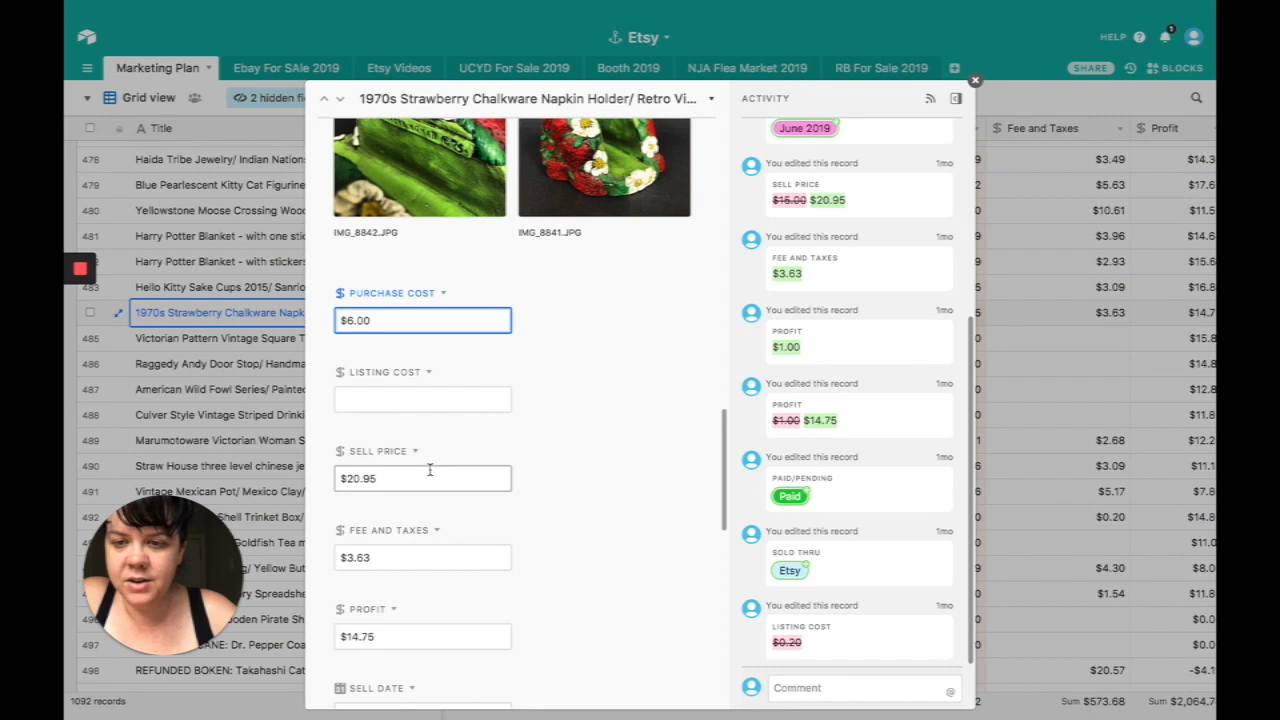 Etsy
HELP
1
Marketing Plan
Ebay For SAle 2019
Etsy Videos
UCYD For Sale 2019
Booth 2019
NJA Flea Market 2019
RB For Sale 2019
SHARE
BLOCKS
Grid view
2 hidden fi
1970s Strawberry Chalkware Napkin Holder/ Retro Vi...
ACTIVITY
A Title
$ Fee and Taxes
$ Profit
478 Haida Tribe Jewelry/ Indian Nation
$3.49 $14.3
479 Blue Pearlescent Kitty Cat Figurine
$5.63 $17.6
480 Yellowstone Moose Crossing Wood
$10.61 $11.5
481 Harry Potter Blanket - with one stic
$3.96 $15.6
Harry Potter Blanket - with stickers
$2.93 $15.6
483 Hello Kitty Sake Cups 2015/ Sanrio
$3.09
1970s Strawberry Chalkware Napk
$3.63 $14.7
485 Victorian Pattern Vintage Square T
$15.8
486 Raggedy Andy Door Stop/ Handma
$14.8
487 American Wild Fowl Series/ Painted
$12.8
488 Culver Style Vintage Striped Drinki
$11.8
489 Marumotoware Victorian Woman S
$2.68 $12.
490 Straw House three level chinese je
$3.09 $11.
491 Vintage Mexican Pot/ Mexico Clay/
$5.17 $7.8
492 Shell Trinket Box/
$0.20 $14.8
Goldfish Tea m
$11.0
g/ Yellow But
$4.30 $8.0
ery Spreadshe
$1.54 $11.8
ooden Pirate Sh
$0.0
ANE: Dr. Pepper Coa
$0.0
498 REFUNDED BOKEN: Takahashi Cat
$20.57 -$4.1
1092 records
Sum $573.68
Sum $2,064.7
IMG_8842.JPG
IMG_8841.JPG
$ PURCHASE COST
$6.00
$ LISTING COST
$ SELL PRICE
$20.95
$ FEE AND TAXES
$3.63
$ PROFIT
$14.75
SELL DATE
June 2019
You edited this record 1mo
SELL PRICE
$15.00 $20.95
You edited this record 1mo
FEE AND TAXES
$3.63
You edited this record 1mo
PROFIT
$1.00
You edited this record 1mo
PROFIT
$1.00 $14.75
You edited this record 1mo
PAID/PENDING
Paid
You edited this record 1mo
SOLD THRU
Etsy
You edited this record 1mo
LISTING COST
$0.20
Comment
@